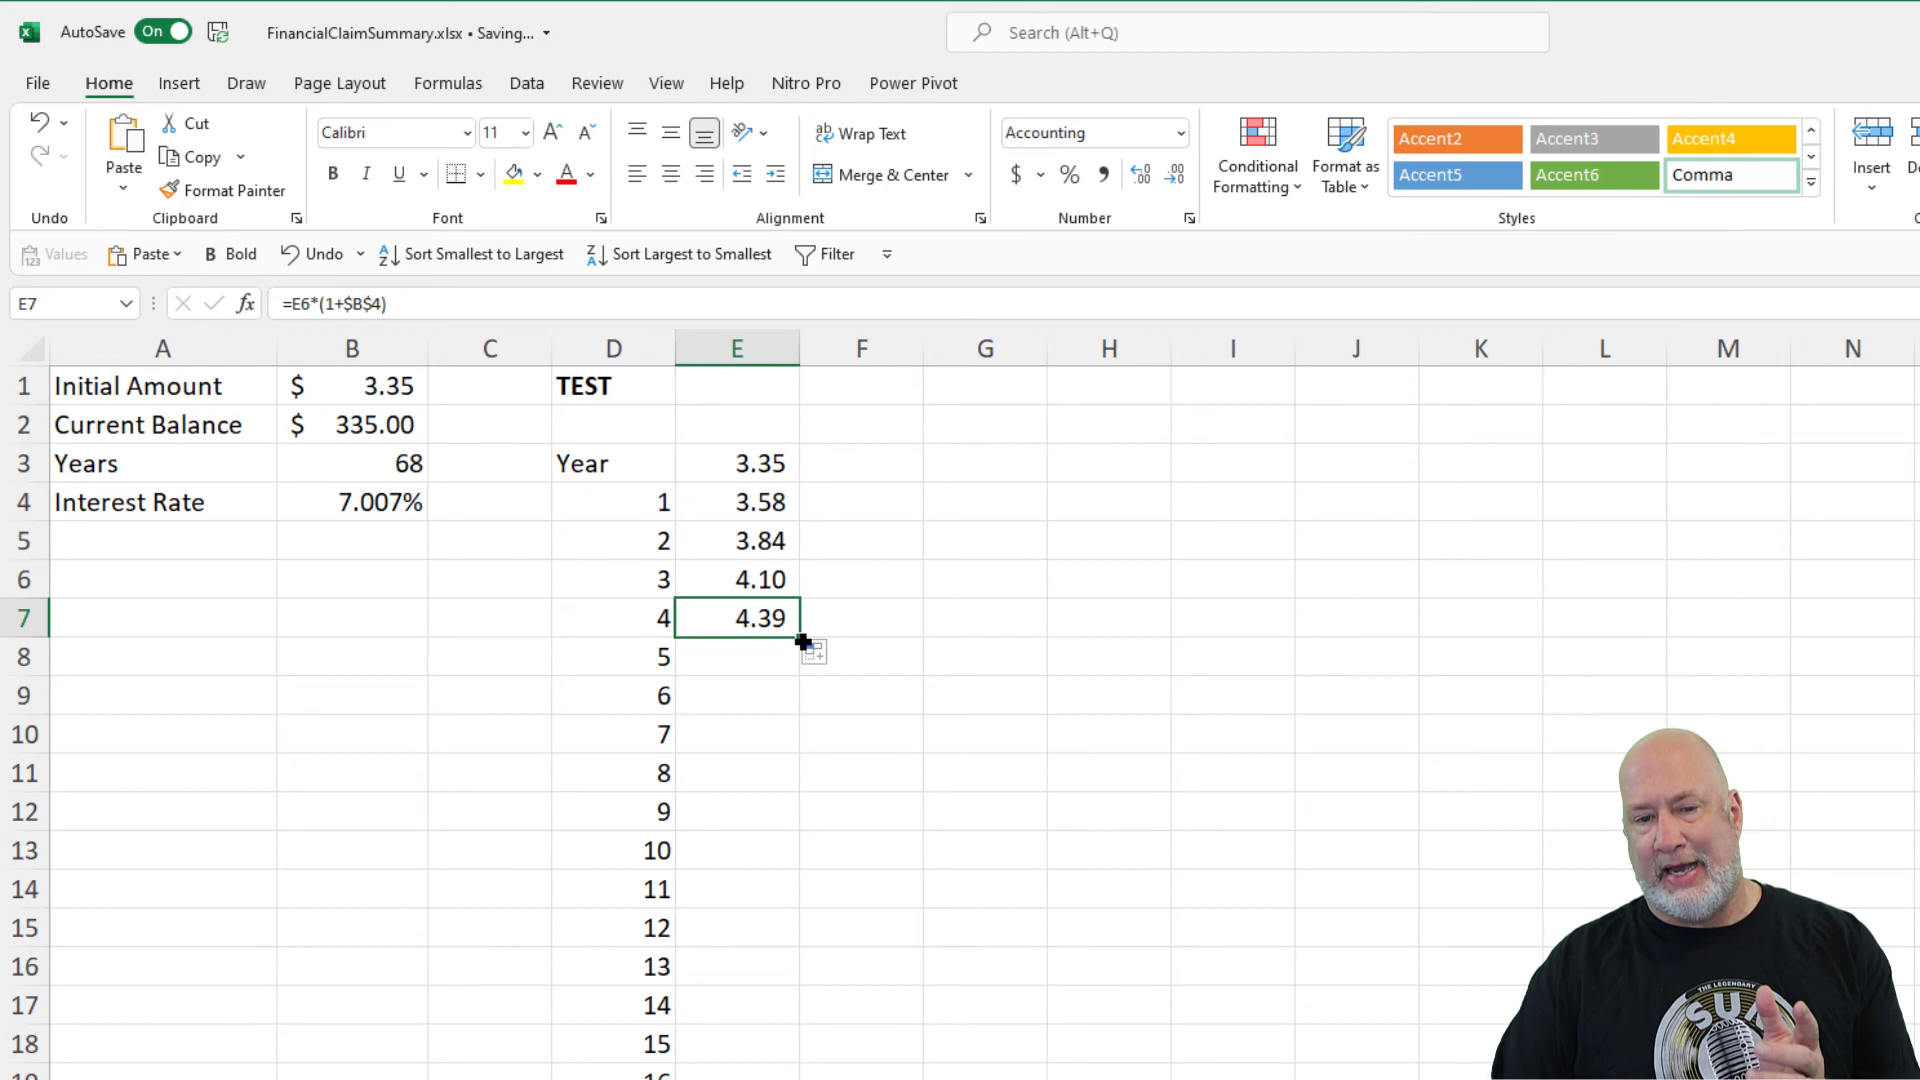 AutoSave On FinancialClaimSummary.xlsx • Saving... Search (Alt+Q)
File Home Insert Draw Page Layout Formulas Data Review View Help Nitro Pro Power Pivot
Paste
Cut
Copy
Format Painter
Calibri 11
B I U
Wrap Text
Merge & Center
Accounting
$ % 9
Conditional Formatting
Format as Table
Accent2 Accent3 Accent4
Accent5 Accent6 Comma
Insert
Undo Clipboard Font Alignment Number Styles
Values Paste B Bold Undo Sort Smallest to Largest Sort Largest to Smallest Filter
E7 fx =E6*(1+$B$4)
A B C D E F G H I J K L M N
1 Initial Amount $ 3.35 TEST
2 Current Balance $ 335.00
3 Years 68 Year 3.35
4 Interest Rate 7.007% 1 3.58
5 2 3.84
6 3 4.10
7 4 4.39
8 5
9 6
10 7
11 8
12 9
13 10
14 11
15 12
16 13
17 14
18 15
THE LEGENDARY
SUM